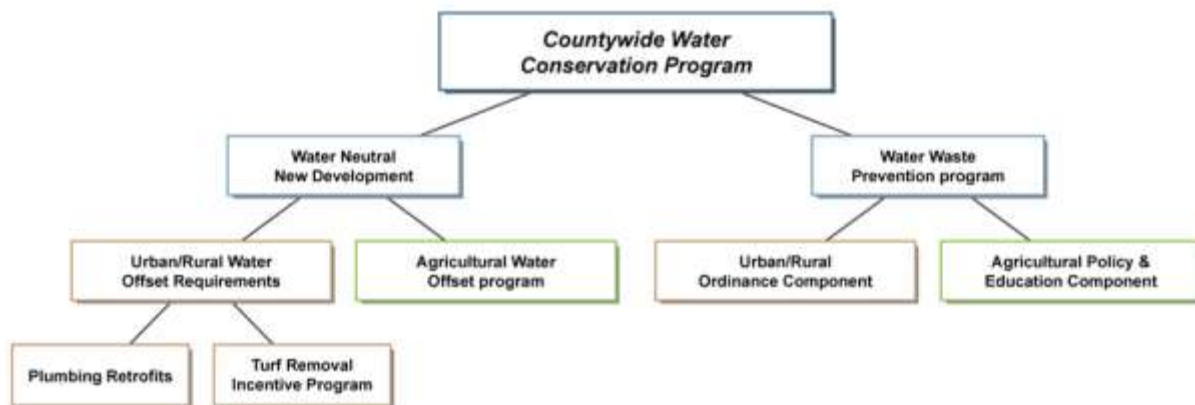 Countywide Water
Conservation Program
Water Neutral
New Development
Water Waste
Prevention program
Urban/Rural Water
Offset Requirements
Agricultural Water
Offset program
Urban/Rural
Ordinance Component
Agricultural Policy &
Education Component
Plumbing Retrofits
Turf Removal
Incentive Program